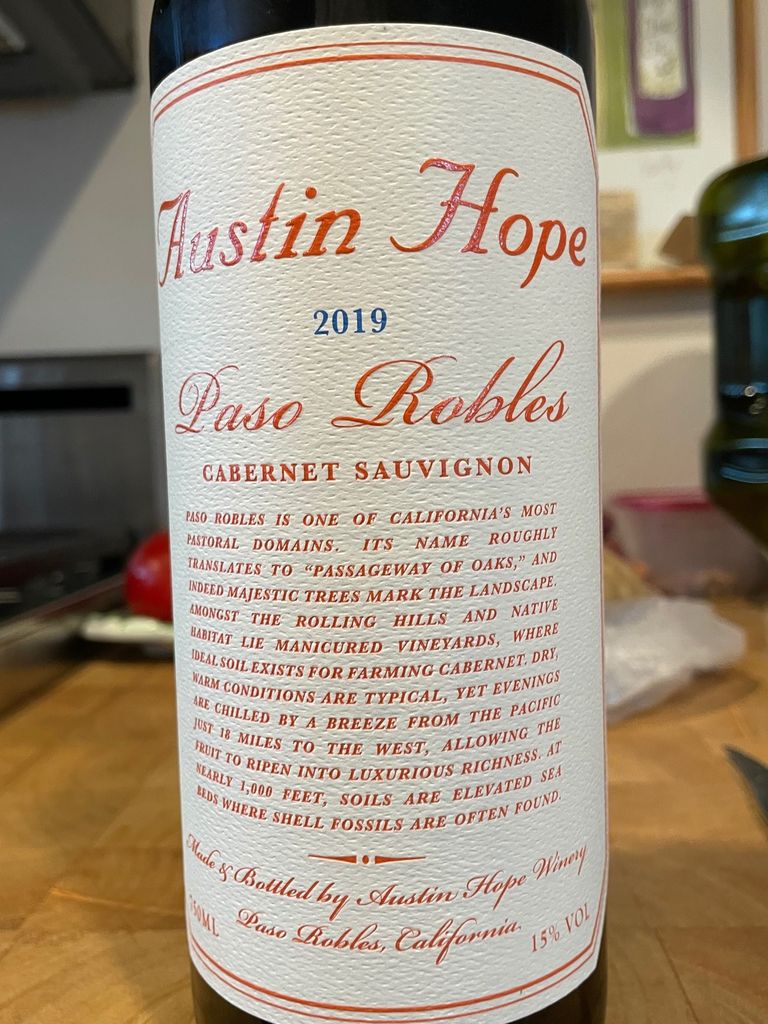 Austin Hope
2019
Paso Robles
CABERNET SAUVIGNON
PASO ROBLES IS ONE OF CALIFORNIA'S MOST
PASTORAL DOMAINS. ITS NAME ROUGHLY
TRANSLATES TO "PASSAGEWAY OF OAKS," AND
INDEED MAJESTIC TREES MARK THE LANDSCAPE.
AMONGST THE ROLLING HILLS AND NATIVE
HABITAT LIE MANICURED VINEYARDS, WHERE
IDEAL SOIL EXISTS FOR FARMING CABERNET. DRY,
WARM CONDITIONS ARE TYPICAL, YET EVENINGS
ARE CHILLED BY A BREEZE FROM THE PACIFIC
JUST 18 MILES TO THE WEST, ALLOWING THE
FRUIT TO RIPEN INTO LUXURIOUS RICHNESS. AT
NEARLY 1,000 FEET, SOILS ARE ELEVATED SEA
BEDS WHERE SHELL FOSSILS ARE OFTEN FOUND.
Made & Bottled by Austin Hope Winery
Paso Robles, California.
750ML
15% VOL